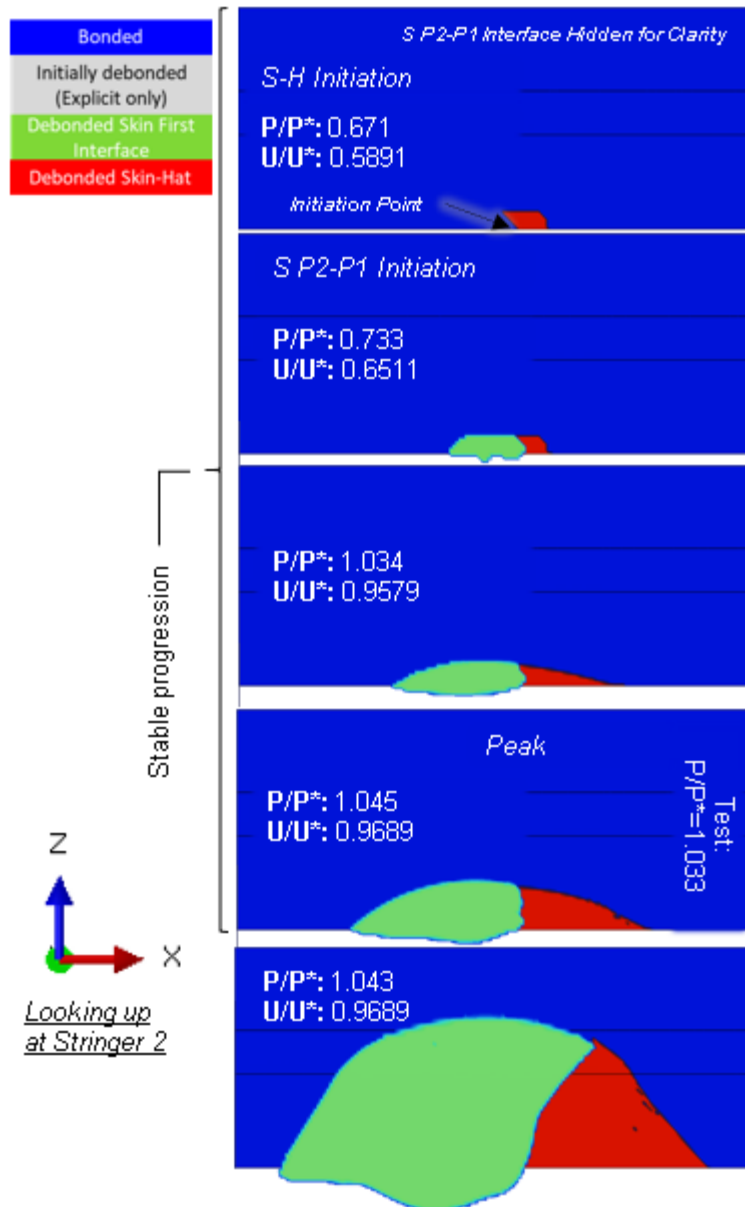 Bonded
Initially debonded
(Explicit only)
Debonded Skin First
Interface
Debonded Skin-Hat
S P2-P1 Interface Hidden for Clarity
S-H Initiation
P/P*: 0.671
U/U*: 0.5891
Initiation Point
S P2-P1 Initiation
P/P*: 0.733
U/U*: 0.6511
Stable progression
P/P*: 1.034
U/U*: 0.9579
Peak
P/P*: 1.045
U/U*: 0.9689
Test:
P/P*=1.033
Z
X
Looking up
at Stringer 2
P/P*: 1.043
U/U*: 0.9689